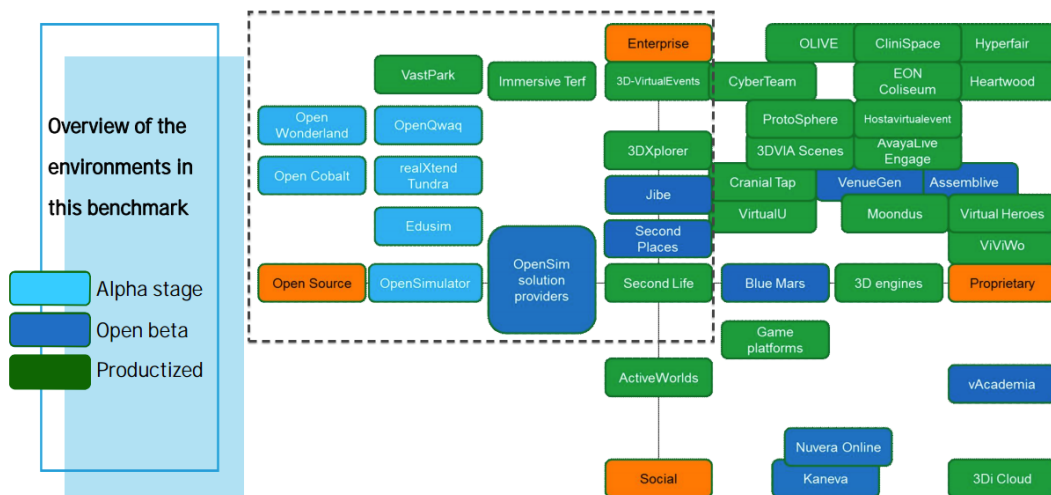 Overview of the
environments in
this benchmark
Alpha stage
Open beta
Productized
Enterprise
OLIVE
CliniSpace
Hyperfair
VastPark
Immersive Terf
3D-VirtualEvents
CyberTeam
EON
Coliseum
Heartwood
Open
Wonderland
OpenQwaq
ProtoSphere
Hostavirtualevent
3DXplorer
3DVIA Scenes
AvayaLive
Engage
Open Cobalt
realXtend
Tundra
Cranial Tap
VenueGen
Assemblive
Jibe
VirtualU
Moondus
Virtual Heroes
Edusim
Second
Places
ViViWo
Open Source
OpenSimulator
OpenSim
solution
providers
Second Life
Blue Mars
3D engines
Proprietary
Game
platforms
ActiveWorlds
vAcademia
Nuvera Online
Social
Kaneva
3Di Cloud